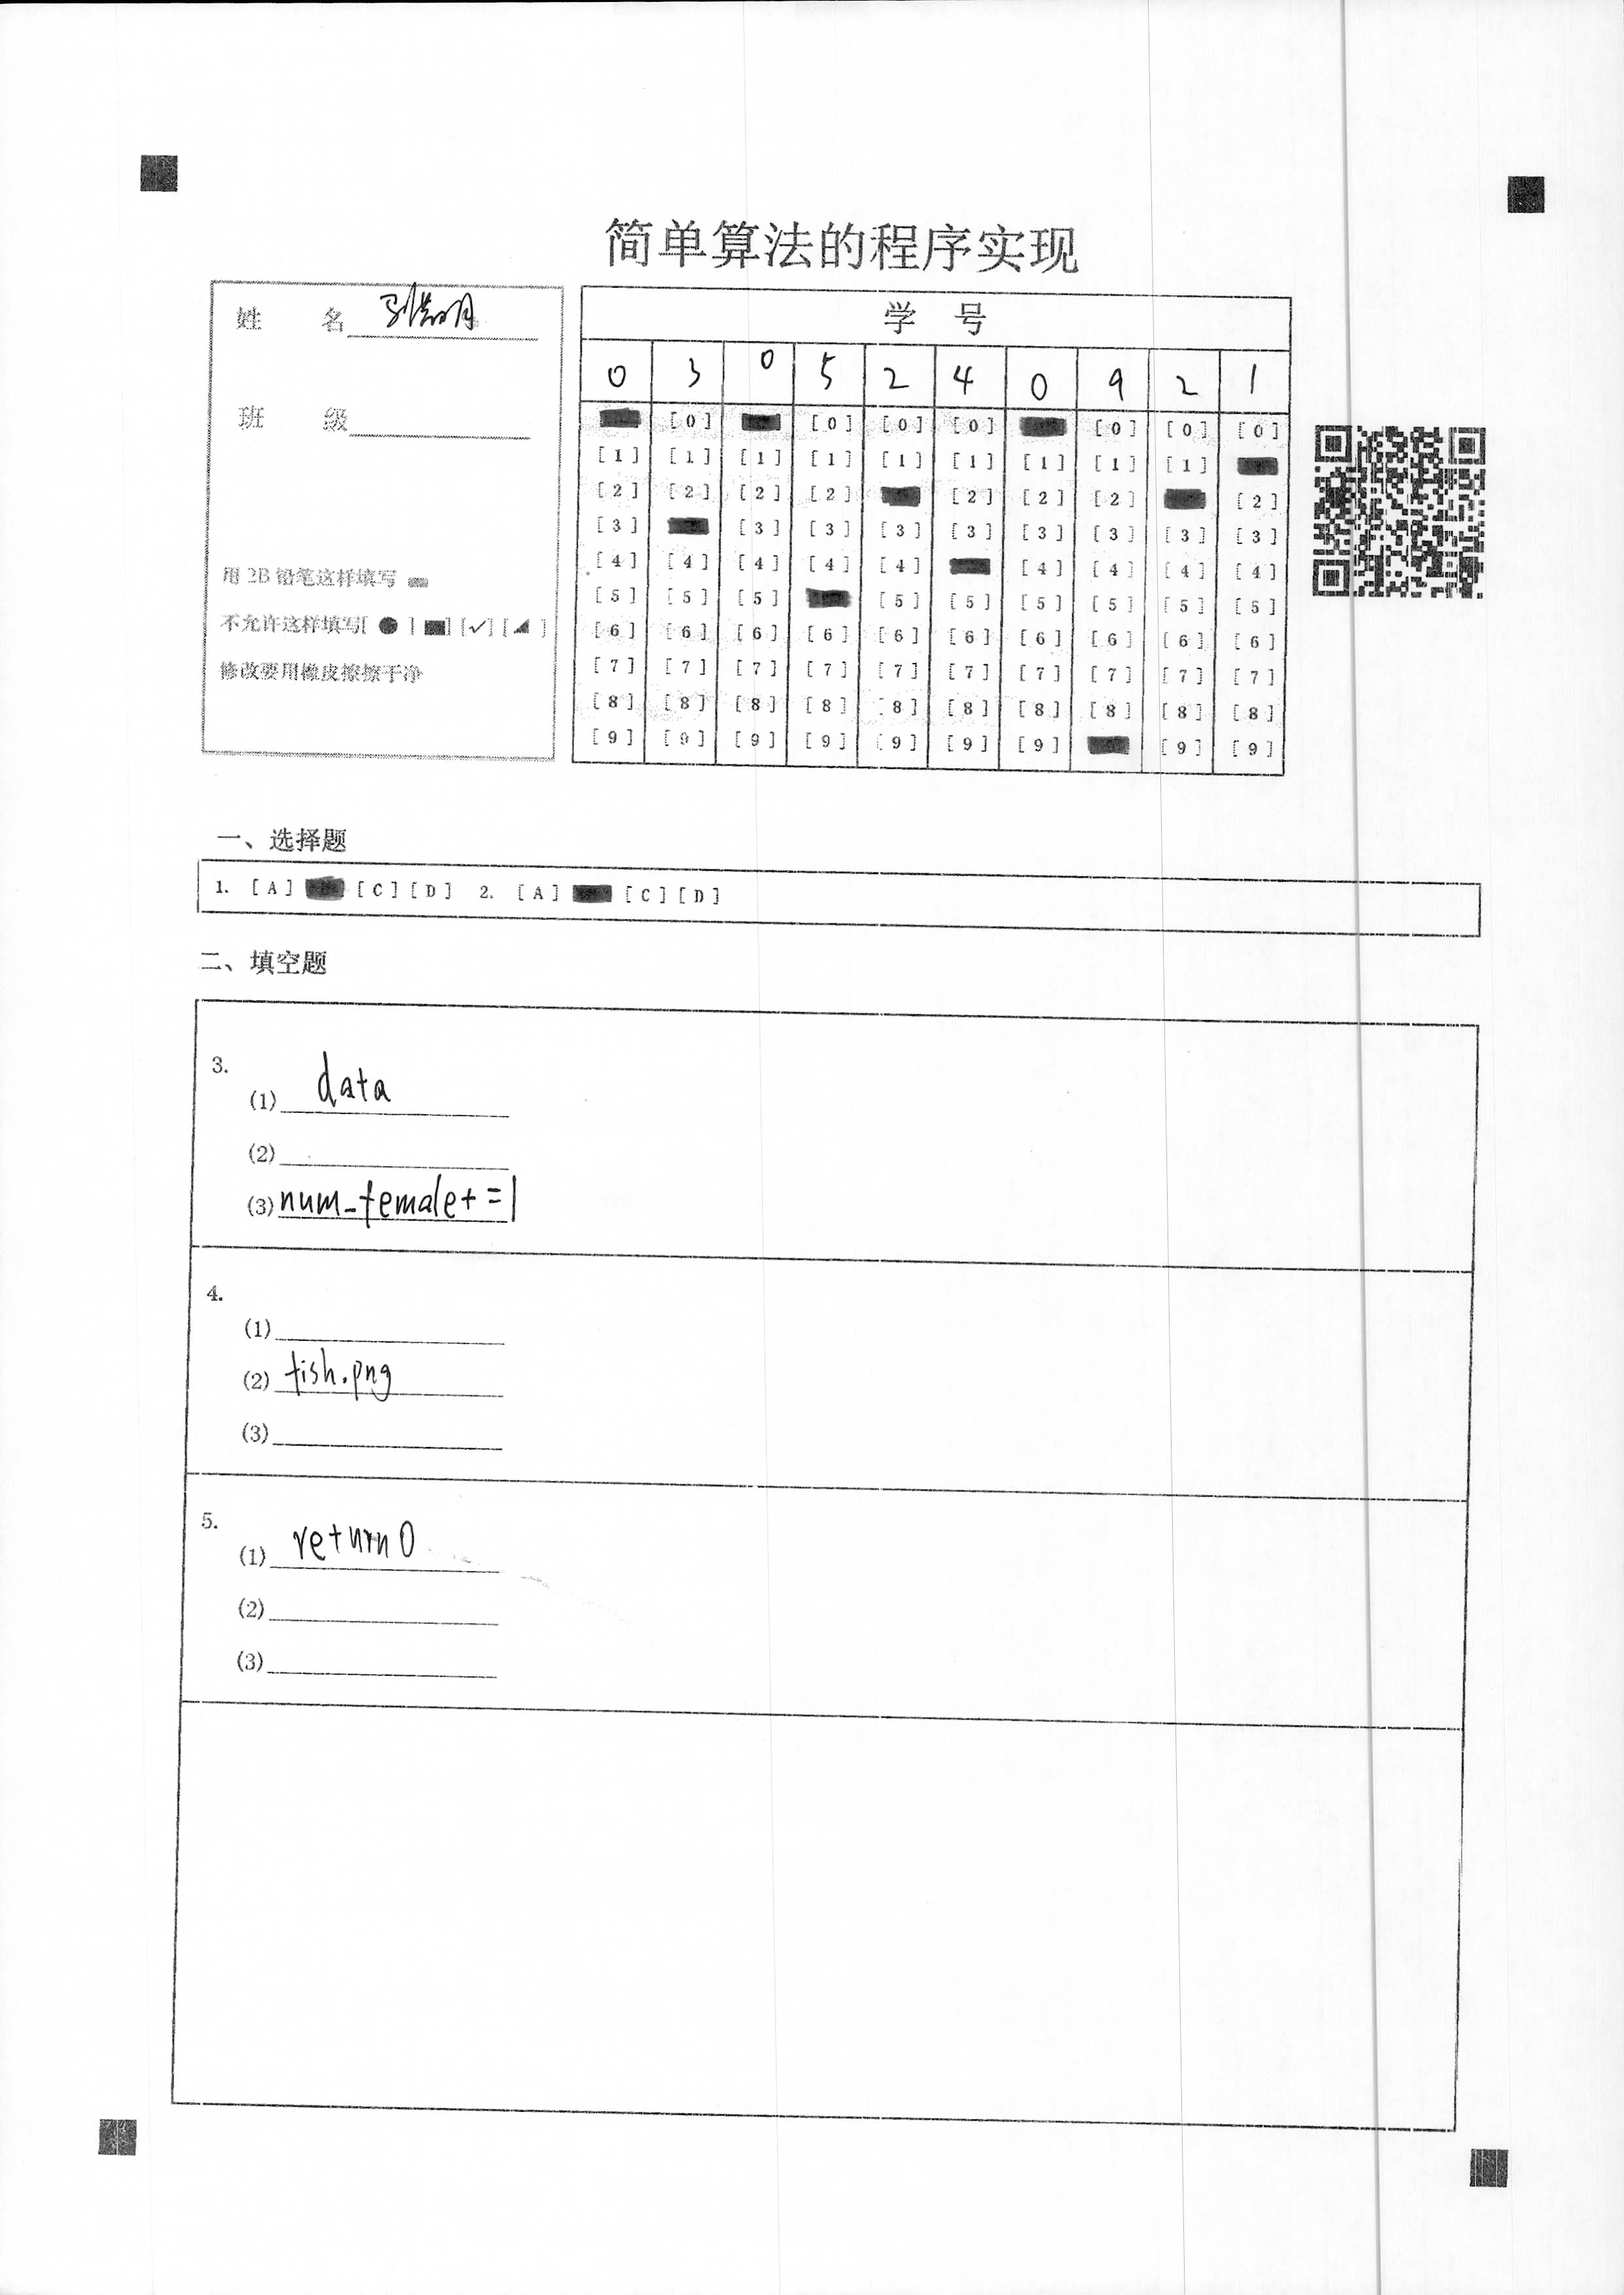 简单算法的程序实现
姓 名
班 级
用 2B 铅笔这样填写
不允许这样填写[ ● ] [■] [✓] [◢ ]
修改要用橡皮擦擦干净
学 号
0 3 0 5 2 4 0 9 2 1
[0] [0] [0] [0] [0] [0] [0]
[1] [1] [1] [1] [1] [1] [1] [1] [1]
[2] [2] [2] [2] [2] [2] [2] [2]
[3] [3] [3] [3] [3] [3] [3] [3] [3]
[4] [4] [4] [4] [4] [4] [4] [4] [4]
[5] [5] [5] [5] [5] [5] [5] [5] [5]
[6] [6] [6] [6] [6] [6] [6] [6] [6] [6]
[7] [7] [7] [7] [7] [7] [7] [7] [7] [7]
[8] [8] [8] [8] [8] [8] [8] [8] [8] [8]
[9] [9] [9] [9] [9] [9] [9] [9] [9]
一、选择题
1. [A] [C] [D] 2. [A] [C] [D]
二、填空题
3.
(1) data
(2)
(3) num_female+=1
4.
(1)
(2) fish.png
(3)
5.
(1) return 0
(2)
(3)